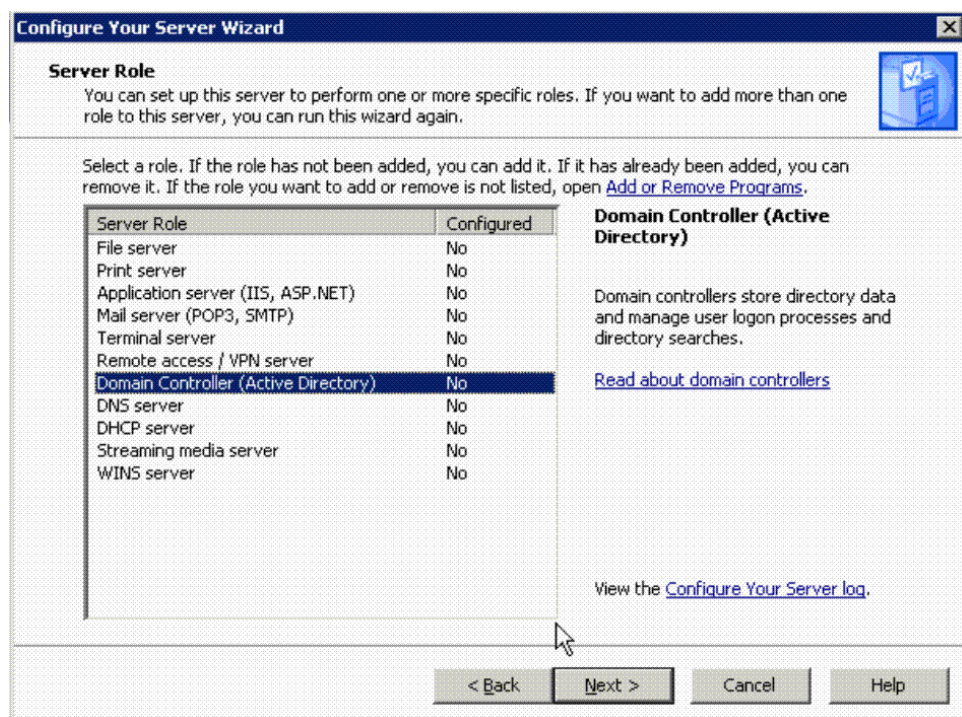 Configure Your Server Wizard
Server Role
You can set up this server to perform one or more specific roles. If you want to add more than one
role to this server, you can run this wizard again.
Select a role. If the role has not been added, you can add it. If it has already been added, you can
remove it. If the role you want to add or remove is not listed, open Add or Remove Programs.
Server Role Configured
File server No
Print server No
Application server (IIS, ASP.NET) No
Mail server (POP3, SMTP) No
Terminal server No
Remote access / VPN server No
Domain Controller (Active Directory) No
DNS server No
DHCP server No
Streaming media server No
WINS server No
Domain Controller (Active
Directory)
Domain controllers store directory data
and manage user logon processes and
directory searches.
Read about domain controllers
View the Configure Your Server log.
< Back Next > Cancel Help